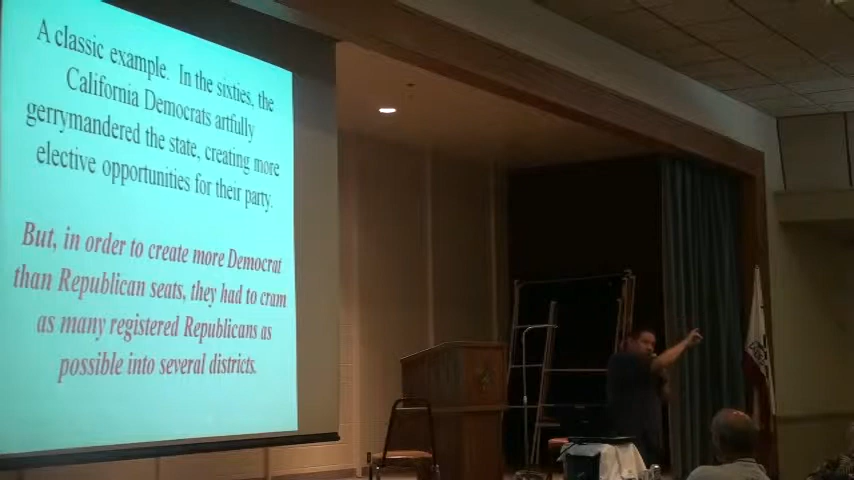 A classic example. In the sixties, the
California Democrats artfully
gerrymandered the state, creating more
elective opportunities for their party.
But, in order to create more Democrat
than Republican seats, they had to cram
as many registered Republicans as
possible into several districts.